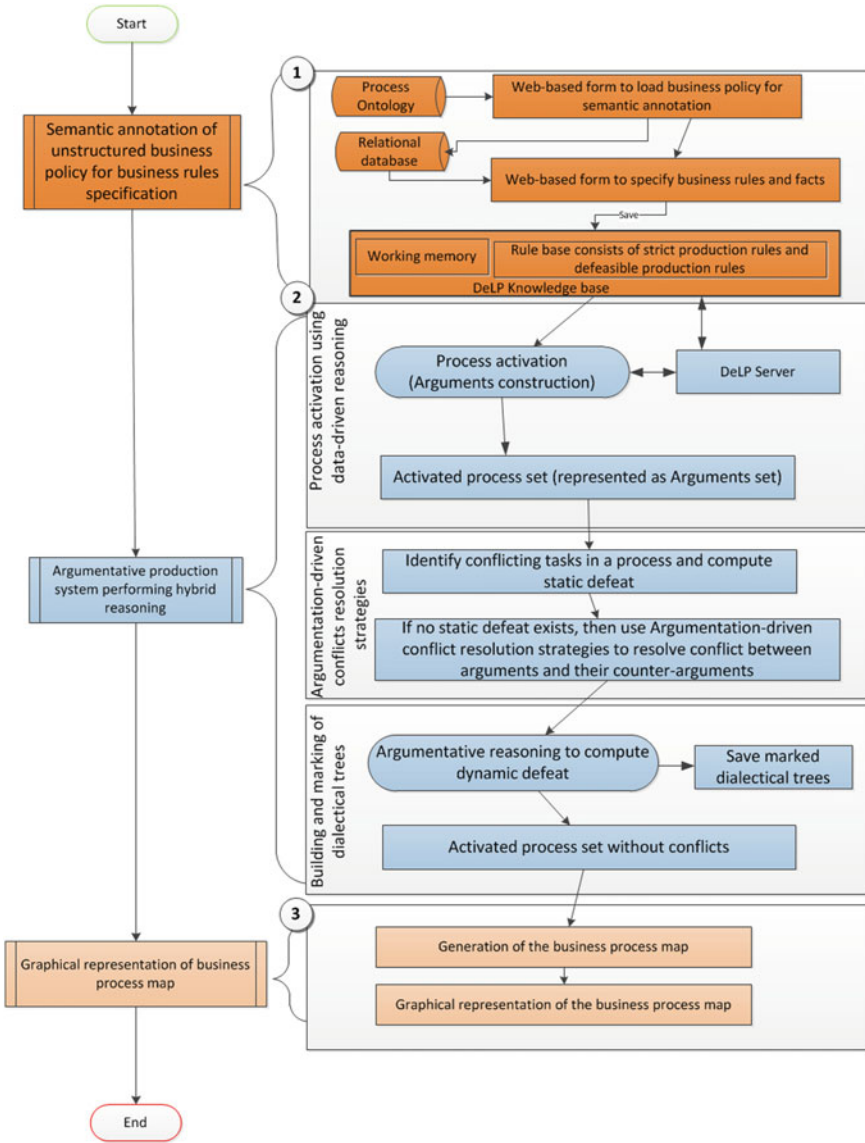 Start
Semantic annotation of
unstructured business
policy for business rules
specification
Argumentative production
system performing hybrid
reasoning
Graphical representation of business
process map
End
1
Process
Ontology
Web-based form to load business policy for
semantic annotation
Relational
database
Web-based form to specify business rules and facts
Save
Working memory
Rule base consists of strict production rules and
defeasible production rules
DeLP Knowledge base
2
Process activation using
data-driven reasoning
Process activation
(Arguments construction)
DeLP Server
Activated process set (represented as Arguments set)
Argumentation-driven
conflicts resolution
strategies
Identify conflicting tasks in a process and compute
static defeat
If no static defeat exists, then use Argumentation-driven
conflict resolution strategies to resolve conflict between
arguments and their counter-arguments
Building and marking of
dialectical trees
Argumentative reasoning to compute
dynamic defeat
Save marked
dialectical trees
Activated process set without conflicts
3
Generation of the business process map
Graphical representation of the business process map